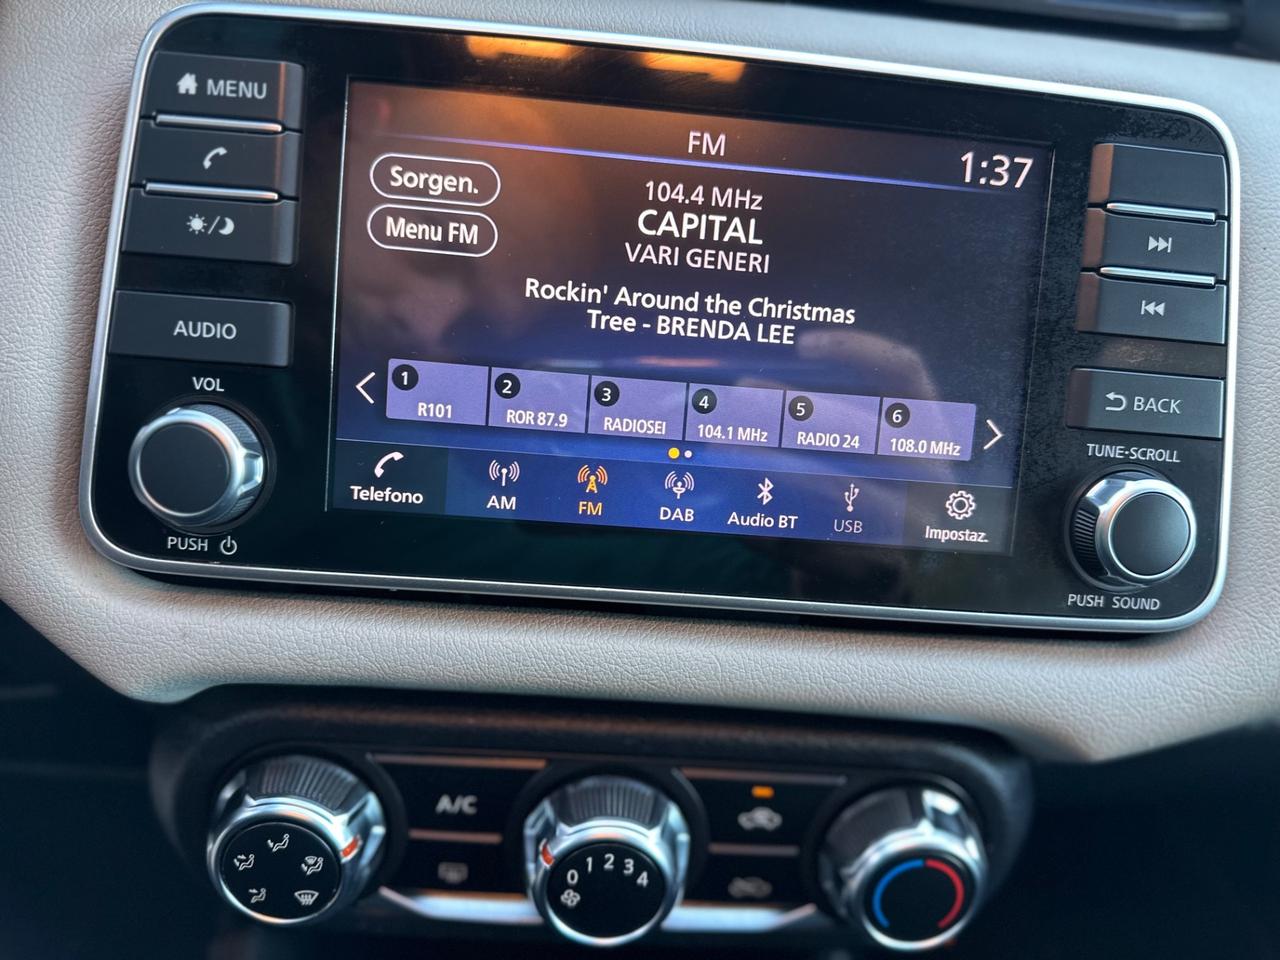 MENU
AUDIO
VOL
PUSH
FM
1:37
Sorgen.
Menu FM
104.4 MHz
CAPITAL
VARI GENERI
Rockin' Around the Christmas
Tree - BRENDA LEE
1
R101
2
ROR 87.9
3
RADIOSEI
4
104.1 MHz
5
RADIO 24
6
108.0 MHz
Telefono
AM
FM
DAB
Audio BT
USB
Impostaz.
BACK
TUNE-SCROLL
PUSH SOUND
A/C
0 1 2 3 4